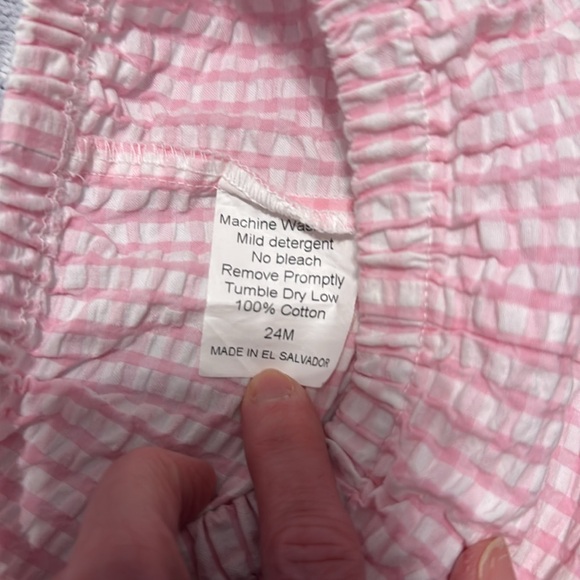 Machine
Mild detergent
No bleach
Remove Promptly
Tumble Dry Low
100% Cotton
24M
MADE IN EL SALVADOR